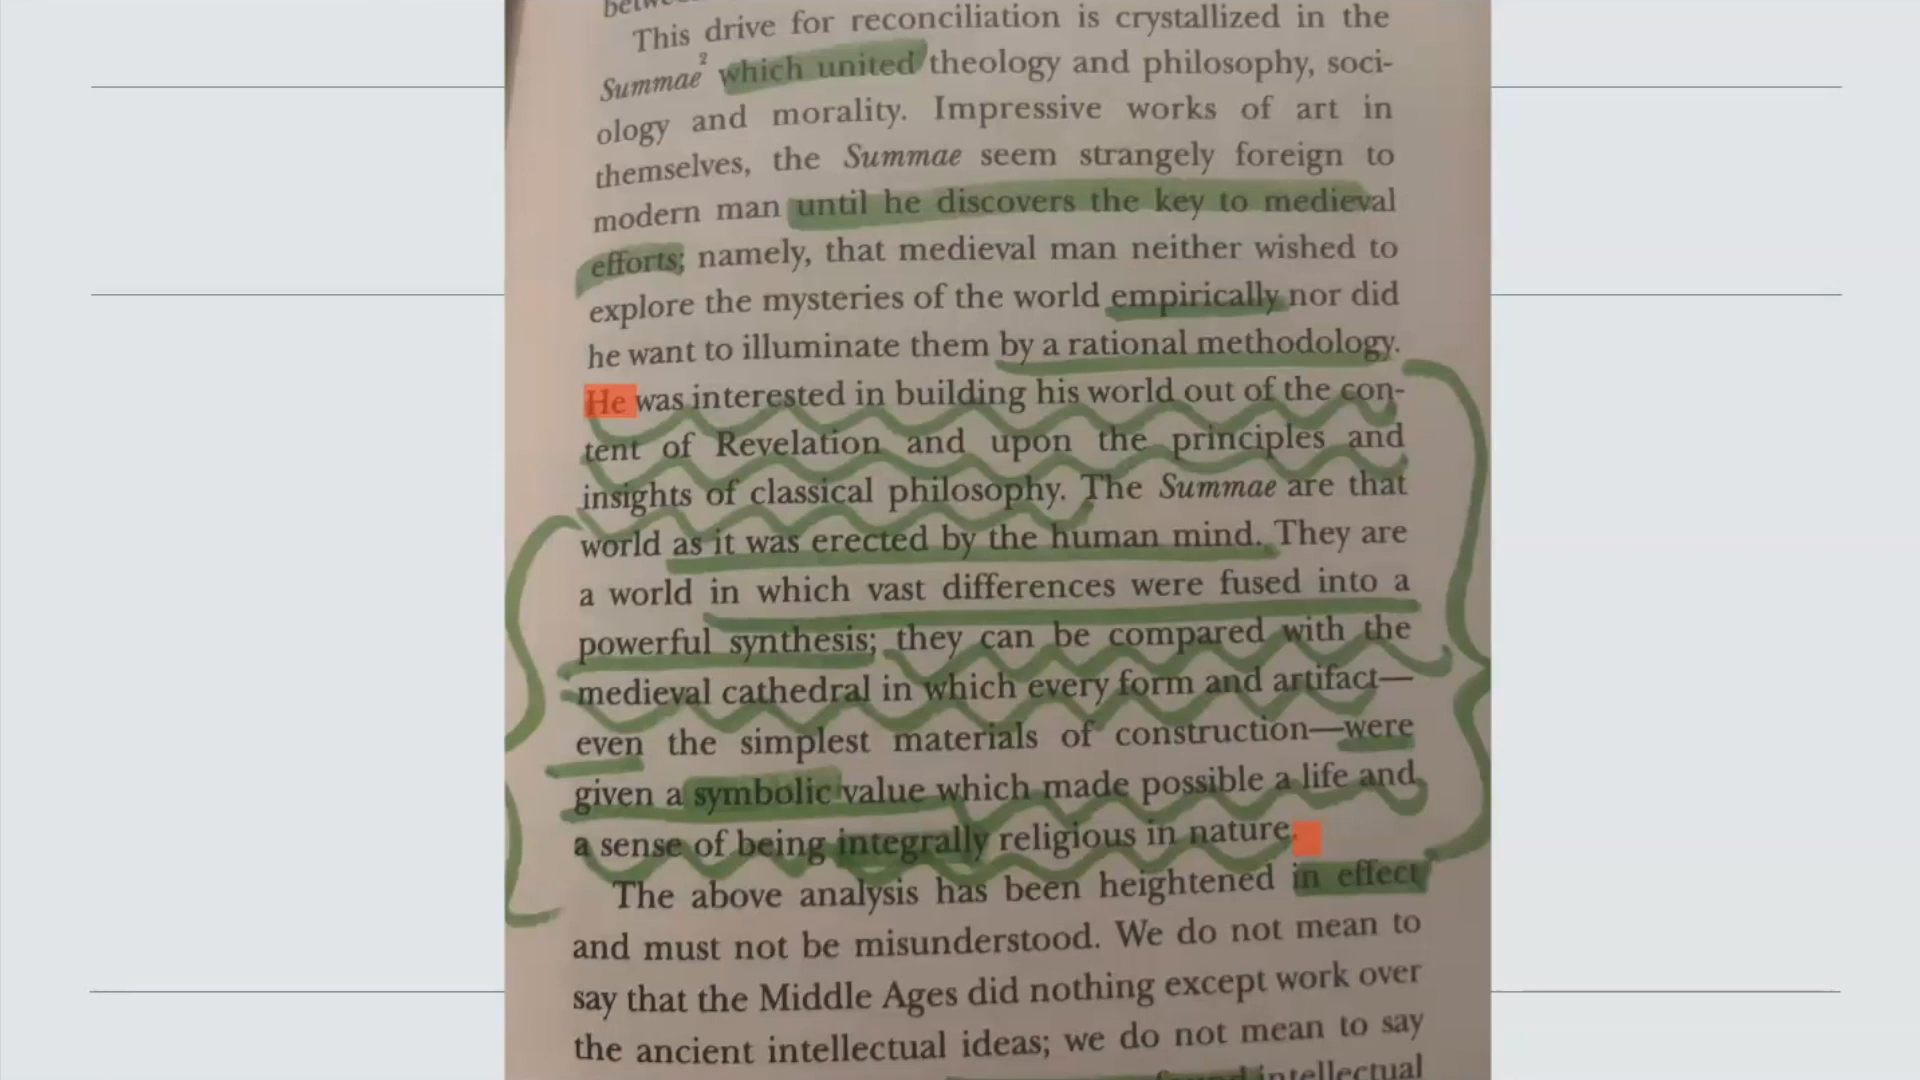 This drive for reconciliation is crystallized in the
Summae² which united theology and philosophy, soci-
ology and morality. Impressive works of art in
themselves, the Summae seem strangely foreign to
modern man until he discovers the key to medieval
efforts; namely, that medieval man neither wished to
explore the mysteries of the world empirically nor did
he want to illuminate them by a rational methodology.
He was interested in building his world out of the con-
tent of Revelation and upon the principles and
insights of classical philosophy. The Summae are that
world as it was erected by the human mind. They are
a world in which vast differences were fused into a
powerful synthesis; they can be compared with the
medieval cathedral in which every form and artifact—
even the simplest materials of construction—were
given a symbolic value which made possible a life and
a sense of being integrally religious in nature.
The above analysis has been heightened in effect
and must not be misunderstood. We do not mean to
say that the Middle Ages did nothing except work over
the ancient intellectual ideas; we do not mean to say
intellectual